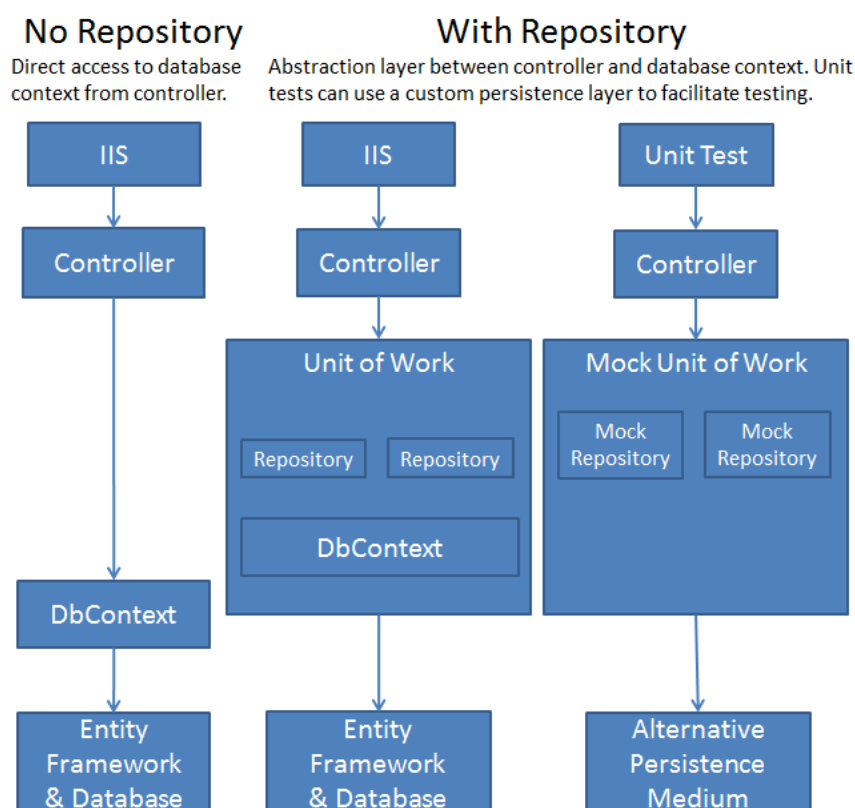 No Repository
Direct access to database
context from controller.
With Repository
Abstraction layer between controller and database context. Unit
tests can use a custom persistence layer to facilitate testing.
IIS
Controller
DbContext
Entity
Framework
& Database
IIS
Controller
Unit of Work
Repository
Repository
DbContext
Entity
Framework
& Database
Unit Test
Controller
Mock Unit of Work
Mock
Repository
Mock
Repository
Alternative
Persistence
Medium